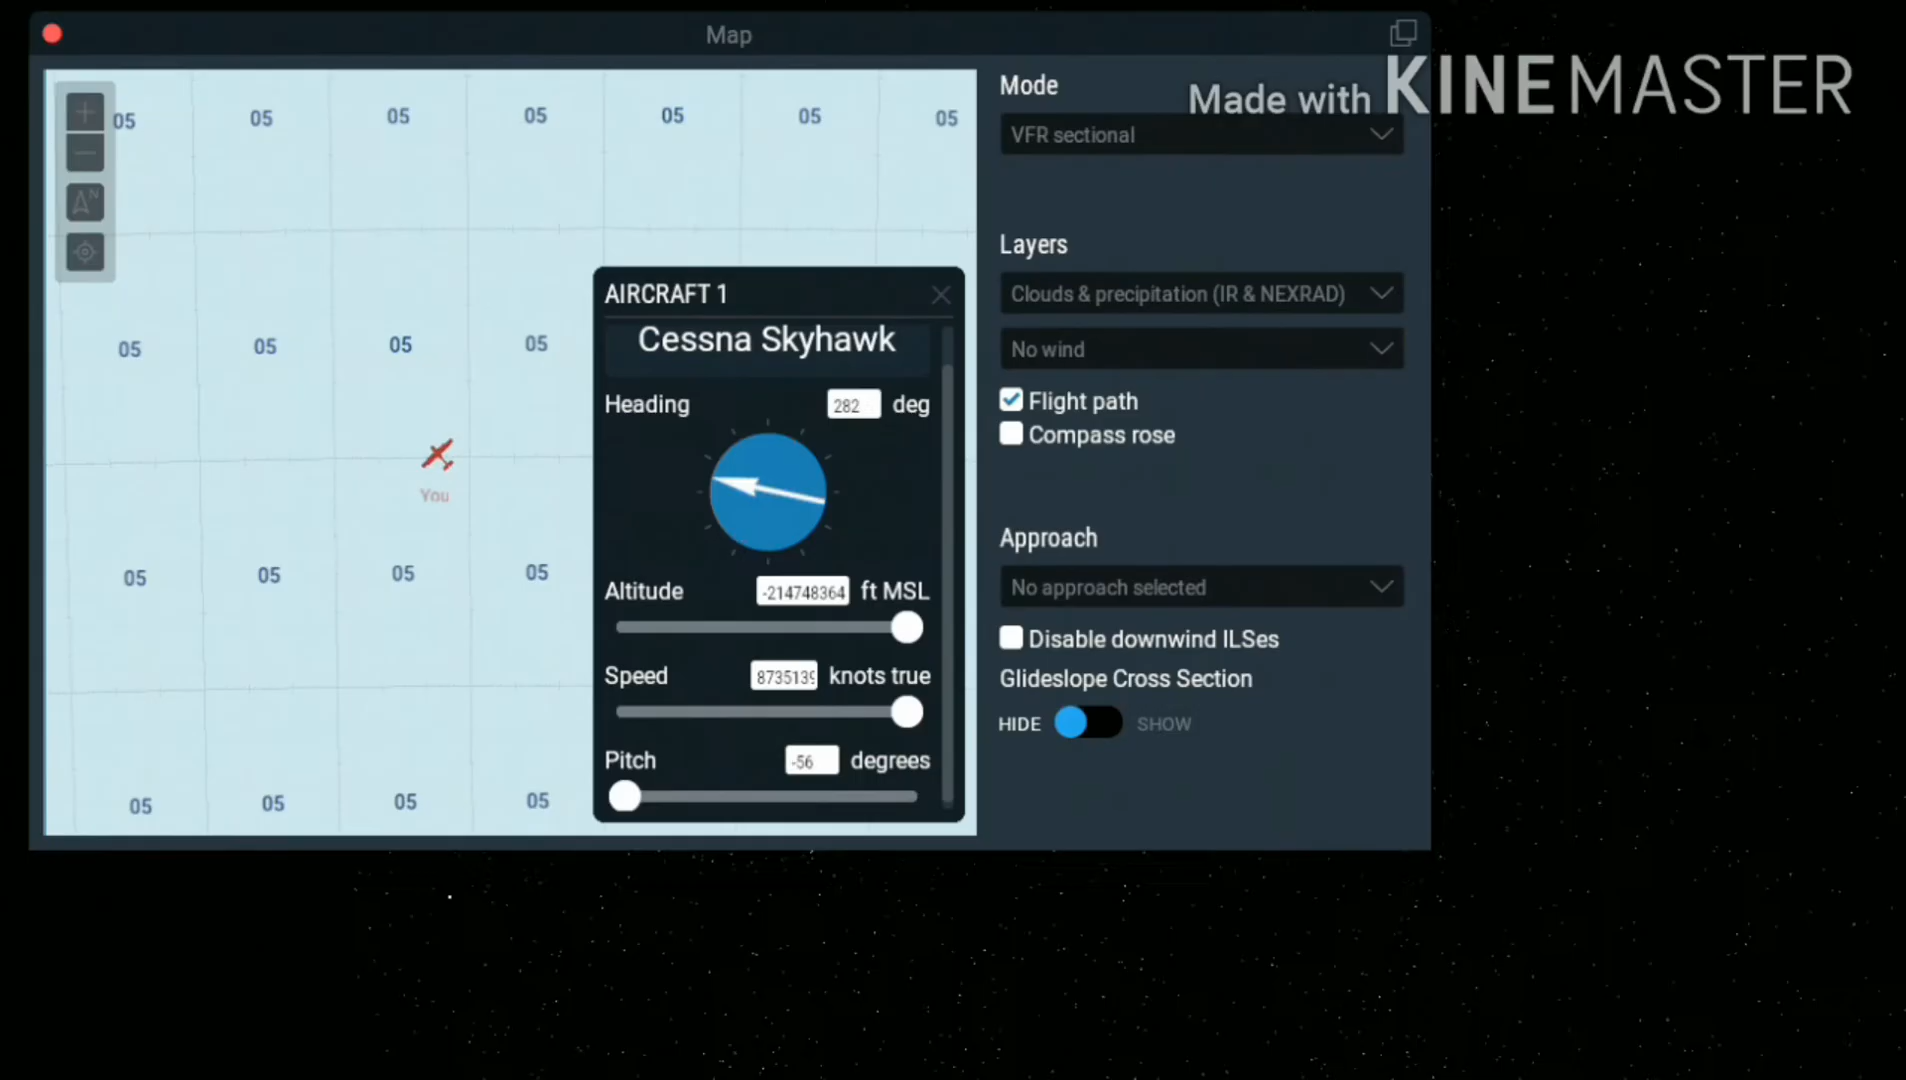 Map
Made with KINEMASTER
Mode
VFR sectional
Layers
Clouds & precipitation (IR & NEXRAD)
No wind
Flight path
Compass rose
Approach
No approach selected
Disable downwind ILSes
Glideslope Cross Section
HIDE SHOW
N
05 05 05 05 05 05 05
05 05 05 05
You
05 05 05 05
05 05 05 05
AIRCRAFT 1
Cessna Skyhawk
Heading 282 deg
Altitude -214748364 ft MSL
Speed 8735139 knots true
Pitch -56 degrees